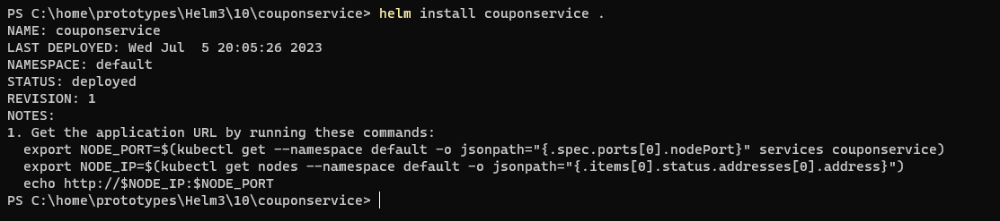 PS C:\home\prototypes\Helm3\10\couponservice> helm install couponservice .
NAME: couponservice
LAST DEPLOYED: Wed Jul  5 20:05:26 2023
NAMESPACE: default
STATUS: deployed
REVISION: 1
NOTES:
1. Get the application URL by running these commands:
  export NODE_PORT=$(kubectl get --namespace default -o jsonpath="{.spec.ports[0].nodePort}" services couponservice)
  export NODE_IP=$(kubectl get nodes --namespace default -o jsonpath="{.items[0].status.addresses[0].address}")
  echo http://$NODE_IP:$NODE_PORT
PS C:\home\prototypes\Helm3\10\couponservice>